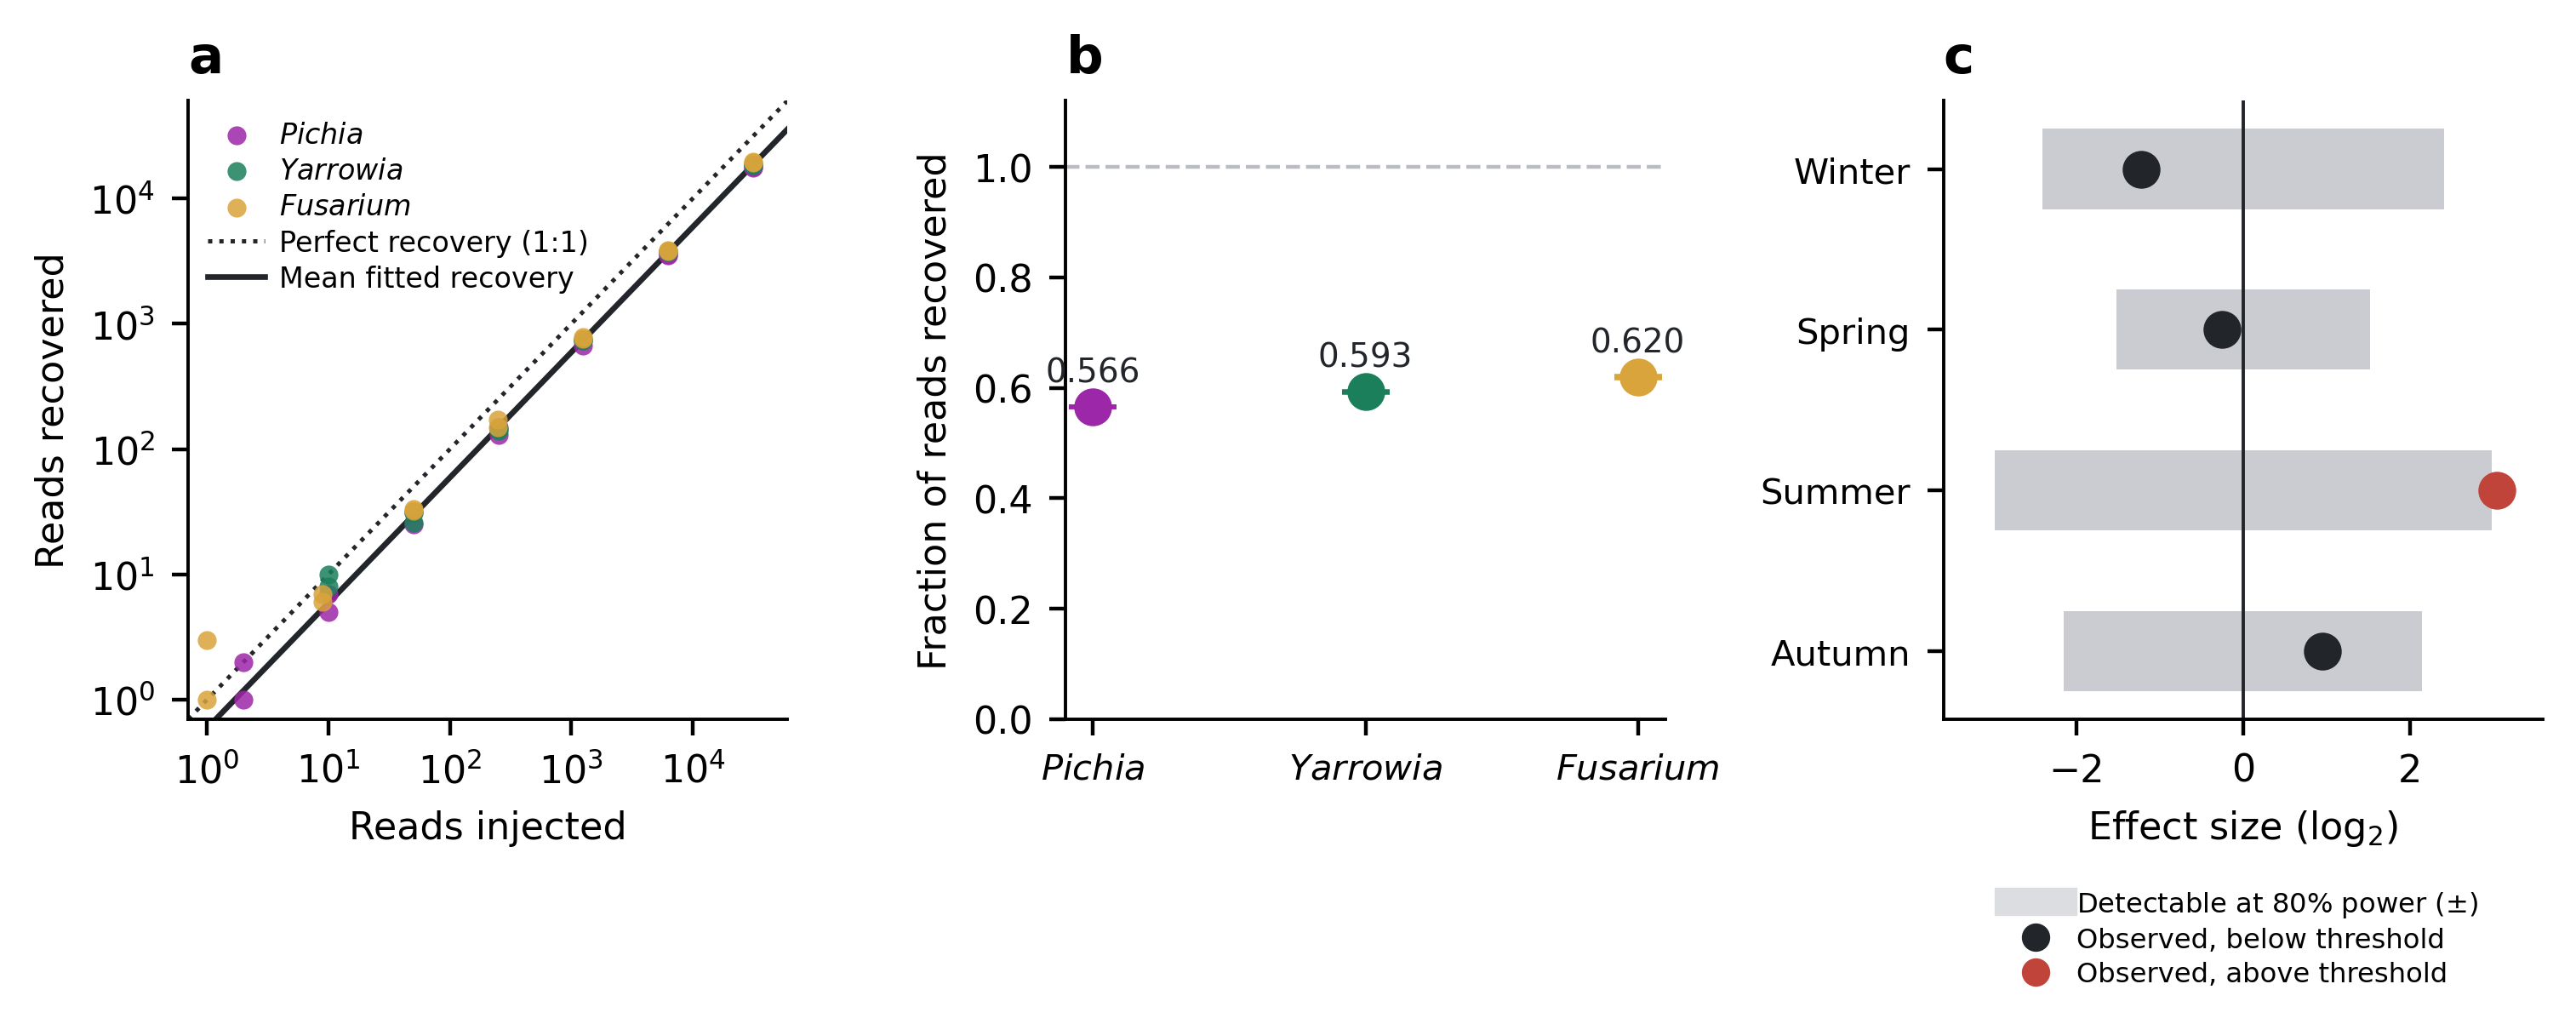 a
Pichia
Yarrowia
Fusarium
Perfect recovery (1:1)
Mean fitted recovery
Reads recovered
10⁴
10³
10²
10¹
10⁰
10⁰ 10¹ 10² 10³ 10⁴
Reads injected
b
Fraction of reads recovered
1.0
0.8
0.6
0.4
0.2
0.0
0.566
0.593
0.620
Pichia Yarrowia Fusarium
c
Winter
Spring
Summer
Autumn
−2 0 2
Effect size (log₂)
Detectable at 80% power (±)
Observed, below threshold
Observed, above threshold